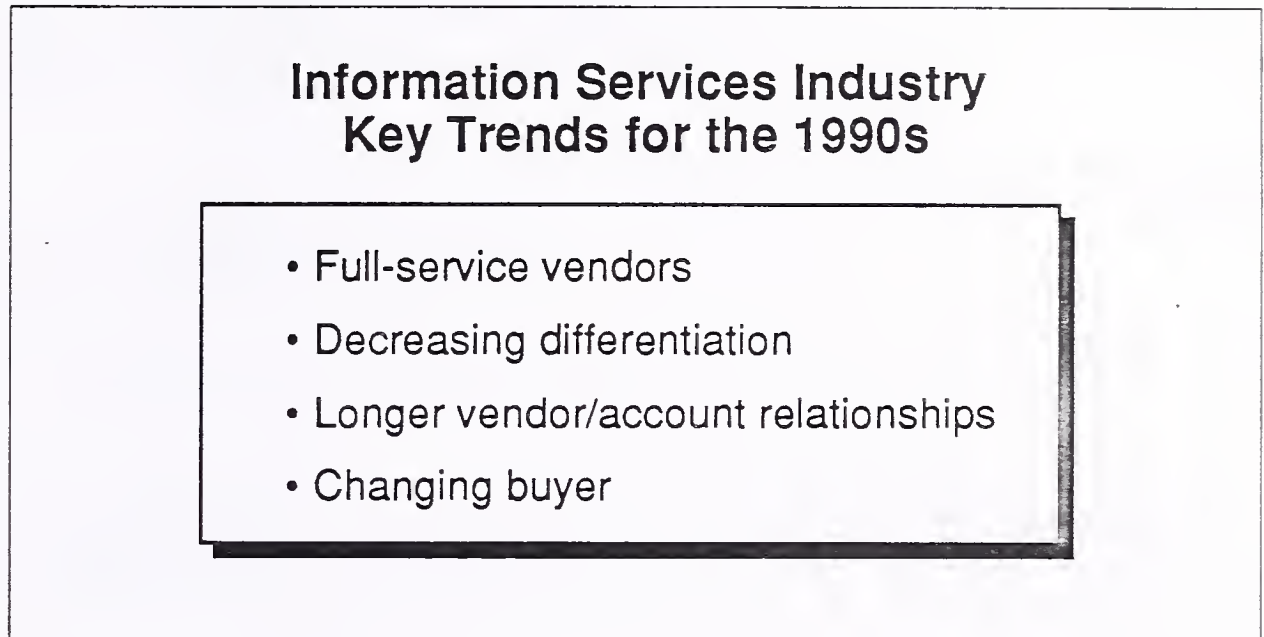 Information Services Industry
Key Trends for the 1990s
• Full-service vendors
• Decreasing differentiation
• Longer vendor/account relationships
• Changing buyer